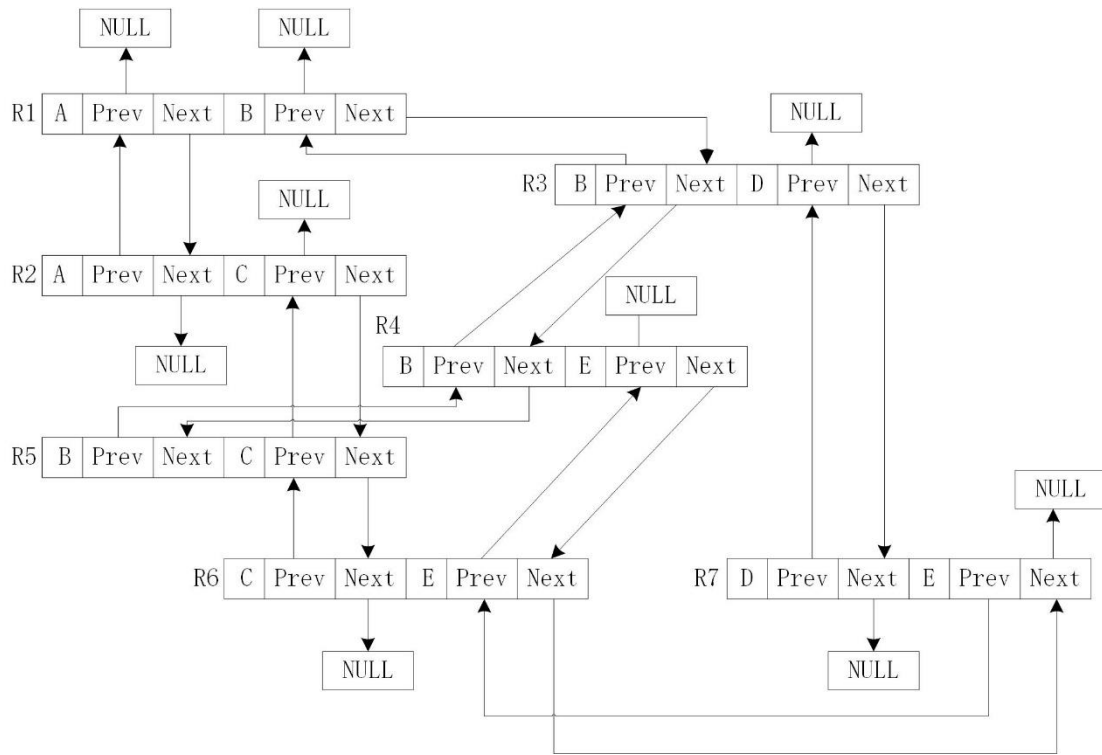 NULL NULL
R1 A Prev Next B Prev Next
NULL
R3 B Prev Next D Prev Next
NULL
R2 A Prev Next C Prev Next
NULL
R4
NULL
B Prev Next E Prev Next
R5 B Prev Next C Prev Next
NULL
R6 C Prev Next E Prev Next
R7 D Prev Next E Prev Next
NULL
NULL